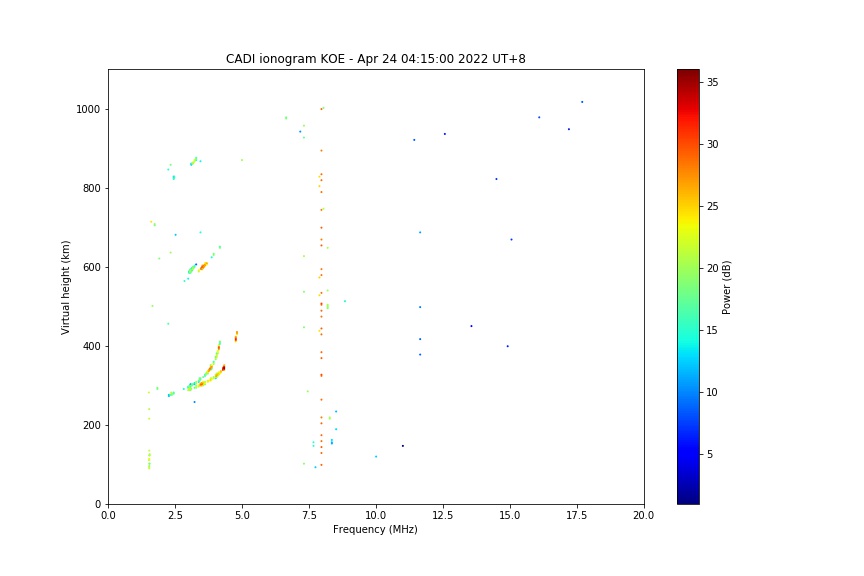 CADI ionogram KOE - Apr 24 04:15:00 2022 UT+8
1000
800
600
400
200
0
Virtual height (km)
0.0 2.5 5.0 7.5 10.0 12.5 15.0 17.5 20.0
Frequency (MHz)
35
30
25
20
15
10
5
Power (dB)